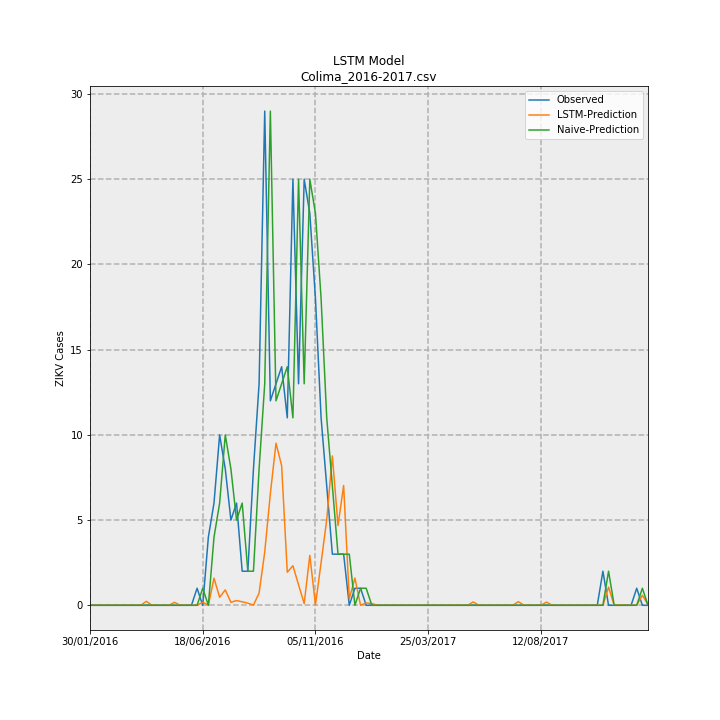 LSTM Model
Colima_2016-2017.csv
Observed
LSTM-Prediction
Naive-Prediction
30
25
20
15
10
5
0
ZIKV Cases
30/01/2016
18/06/2016
05/11/2016
25/03/2017
12/08/2017
Date